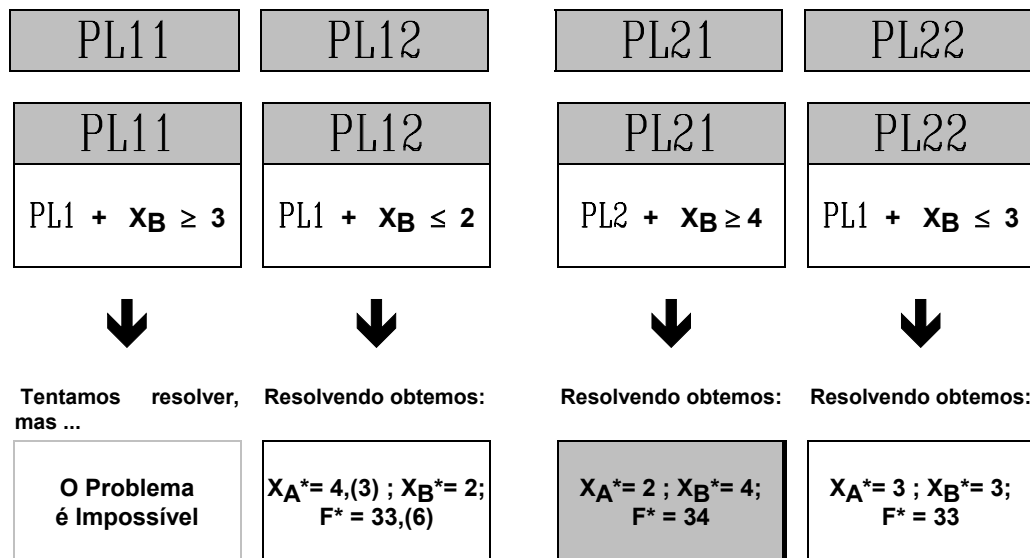 PL11 PL12 PL21 PL22
PL11 PL12 PL21 PL22
PL1 + XB ≥ 3 PL1 + XB ≤ 2 PL2 + XB ≥ 4 PL1 + XB ≤ 3
Tentamos resolver, Resolvendo obtemos: Resolvendo obtemos: Resolvendo obtemos:
mas ...
O Problema XA*= 4,(3) ; XB*= 2; XA*= 2 ; XB*= 4; XA*= 3 ; XB*= 3;
é Impossível F* = 33,(6) F* = 34 F* = 33